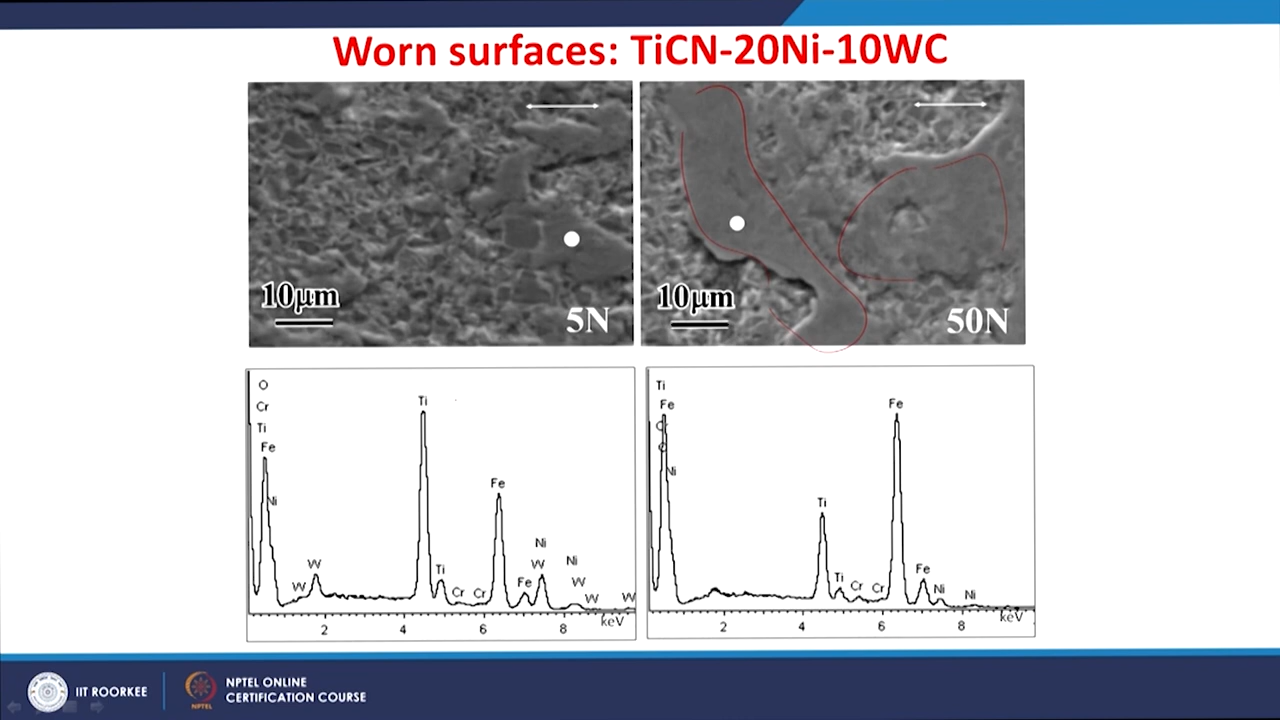 Worn surfaces: TiCN-20Ni-10WC
10μm
5N
10μm
50N
O
Cr
Ti
Fe
Ni
W
W
Ti
Ti
Cr
Cr
Fe
Fe
Ni
W
Ni
W
W
W
2
4
6
8
keV
Ti
Fe
Cr
O
Ni
Ti
Ti
Cr
Cr
Fe
Fe
Ni
Ni
2
4
6
8
keV
IIT ROORKEE
NPTEL
NPTEL ONLINE
CERTIFICATION COURSE